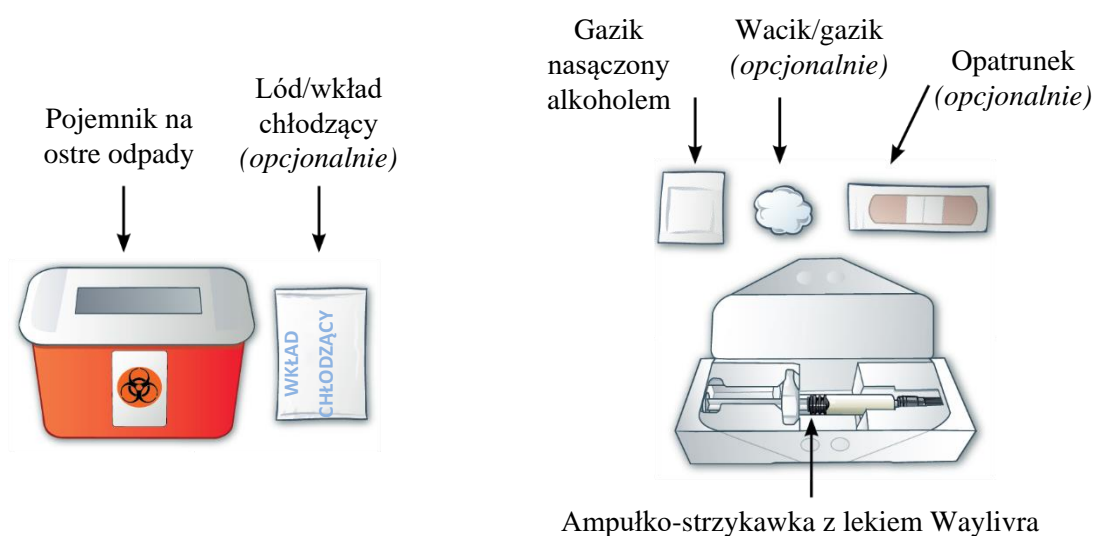 Pojemnik na
ostre odpady
Lód/wkład
chłodzący
(opcjonalnie)
WKŁAD
CHŁODZĄCY
Gazik
nasączony
alkoholem
Wacik/gazik
(opcjonalnie)
Opatrunek
(opcjonalnie)
Ampułko-strzykawka z lekiem Waylivra